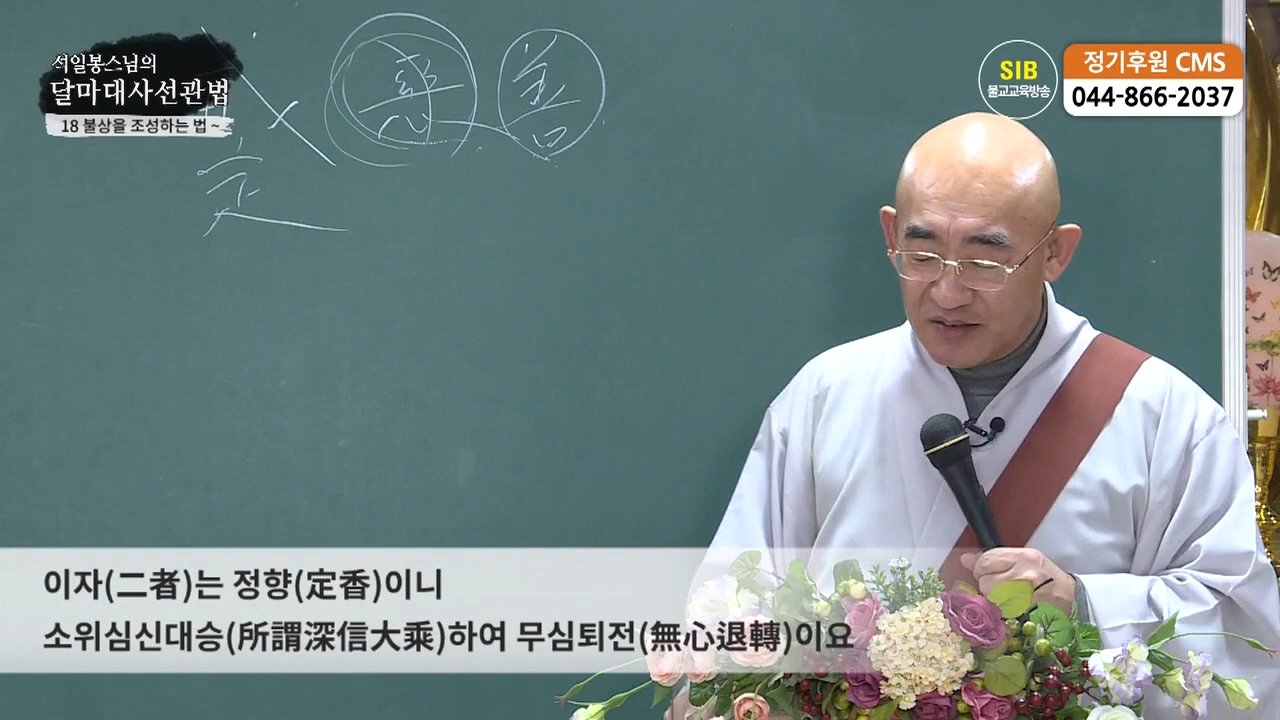 석일봉스님의
달마대사선관법
18 불상을 조성하는 법 ~
SIB
불교교육방송
정기후원 CMS
044-866-2037
善
定
이자(二者)는 정향(定香)이니
소위심신대승(所謂深信大乘)하여 무심퇴전(無心退轉)이요